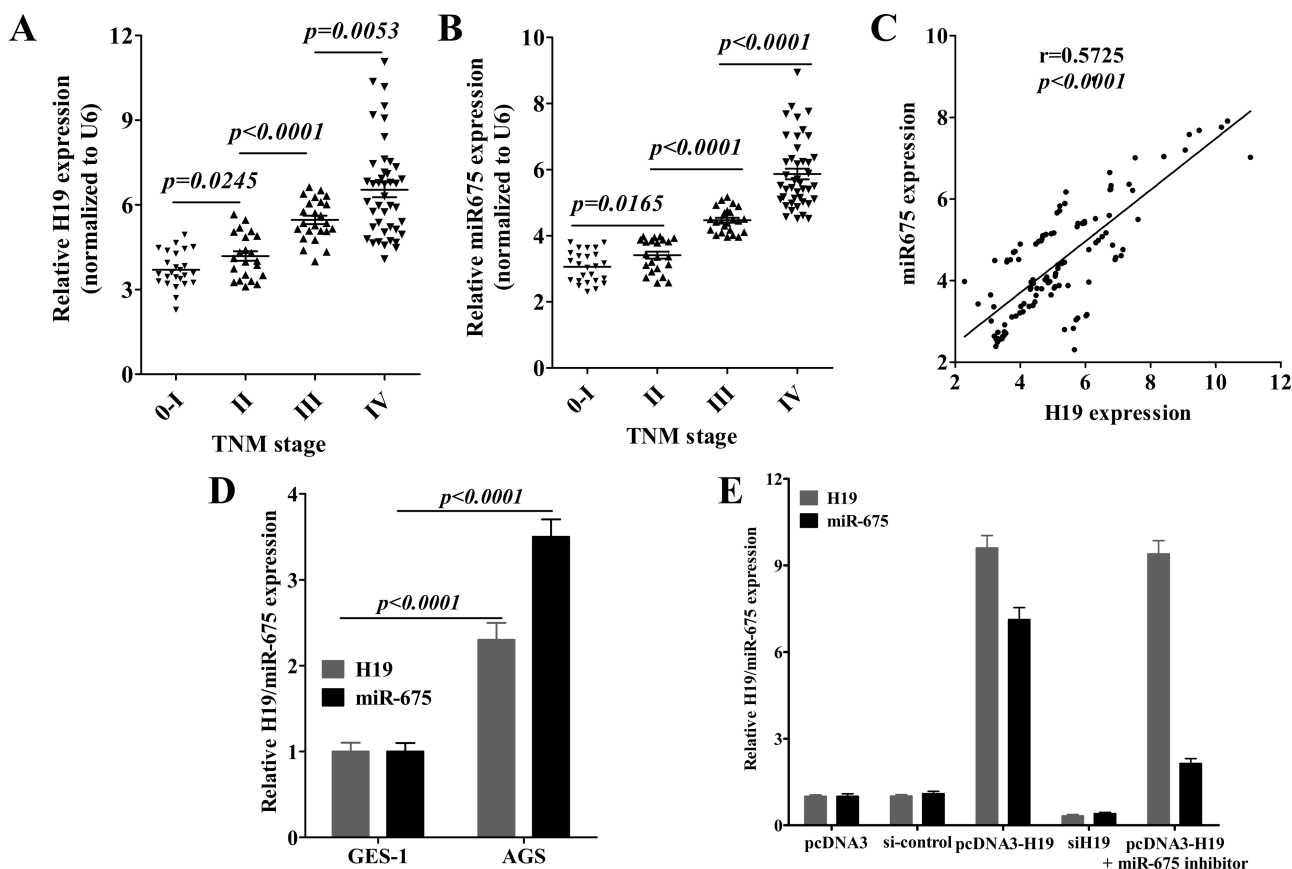 A
Relative H19 expression
(normalized to U6)
12
9
6
3
0
p=0.0245
p<0.0001
p=0.0053
0-I
II
III
IV
TNM stage
B
Relative miR675 expression
(normalized to U6)
10
8
6
4
2
0
p=0.0165
p<0.0001
p<0.0001
0-I
II
III
IV
TNM stage
C
miR675 expression
10
8
6
4
2
r=0.5725
p<0.0001
2
4
6
8
10
12
H19 expression
D
Relative H19/miR-675 expression
4
3
2
1
0
p<0.0001
p<0.0001
H19
miR-675
GES-1
AGS
E
Relative H19/miR-675 expression
12
9
6
3
0
H19
miR-675
pcDNA3
si-control
pcDNA3-H19
siH19
pcDNA3-H19
+ miR-675 inhibitor